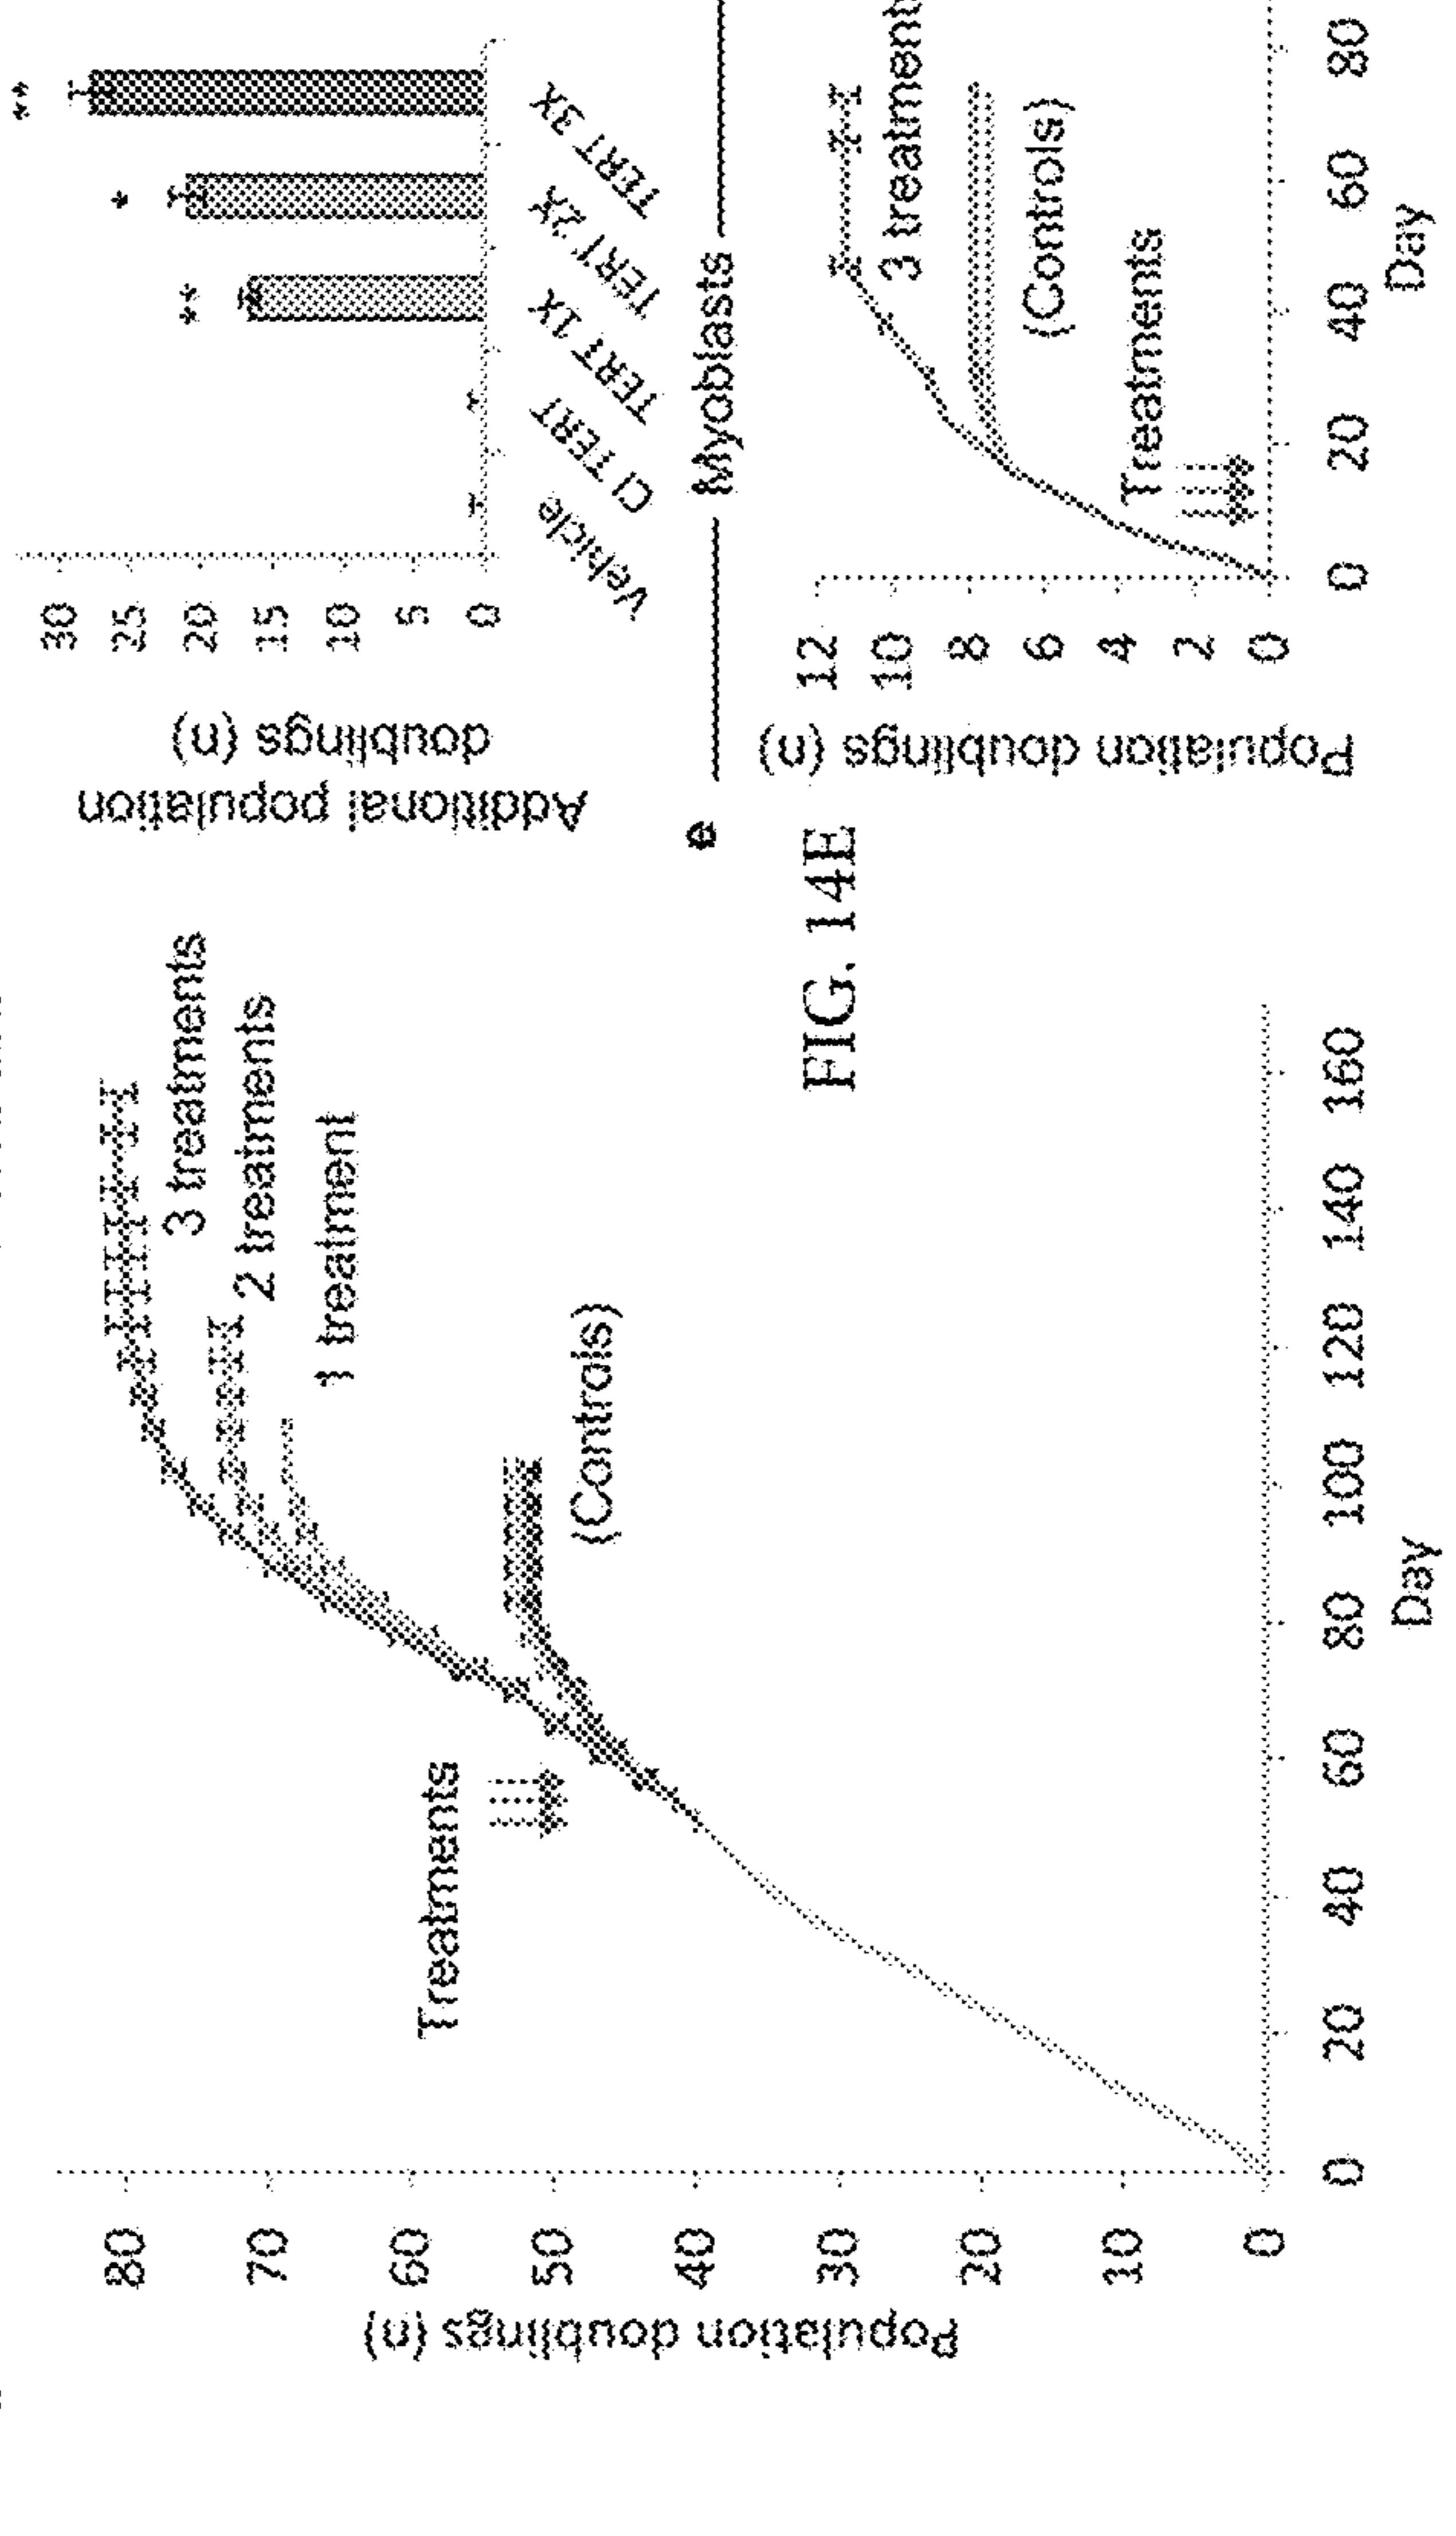 80
70
60
50
40
30
20
10
0
Population doublings (n)
Treatments
3 treatments
2 treatments
1 treatment
(Controls)
0 20 40 60 80 100 120 140 160
Day
Additional population
doublings (n)
30
25
20
15
10
5
0
**
*
**
Vehicle
CI TERT
TERT 1X
TERT 2X
TERT 3X
e
Myoblasts
FIG. 14E
Population doublings (n)
12
10
8
6
4
2
0
3 treatment
(Controls)
Treatments
0 20 40 60 80
Day